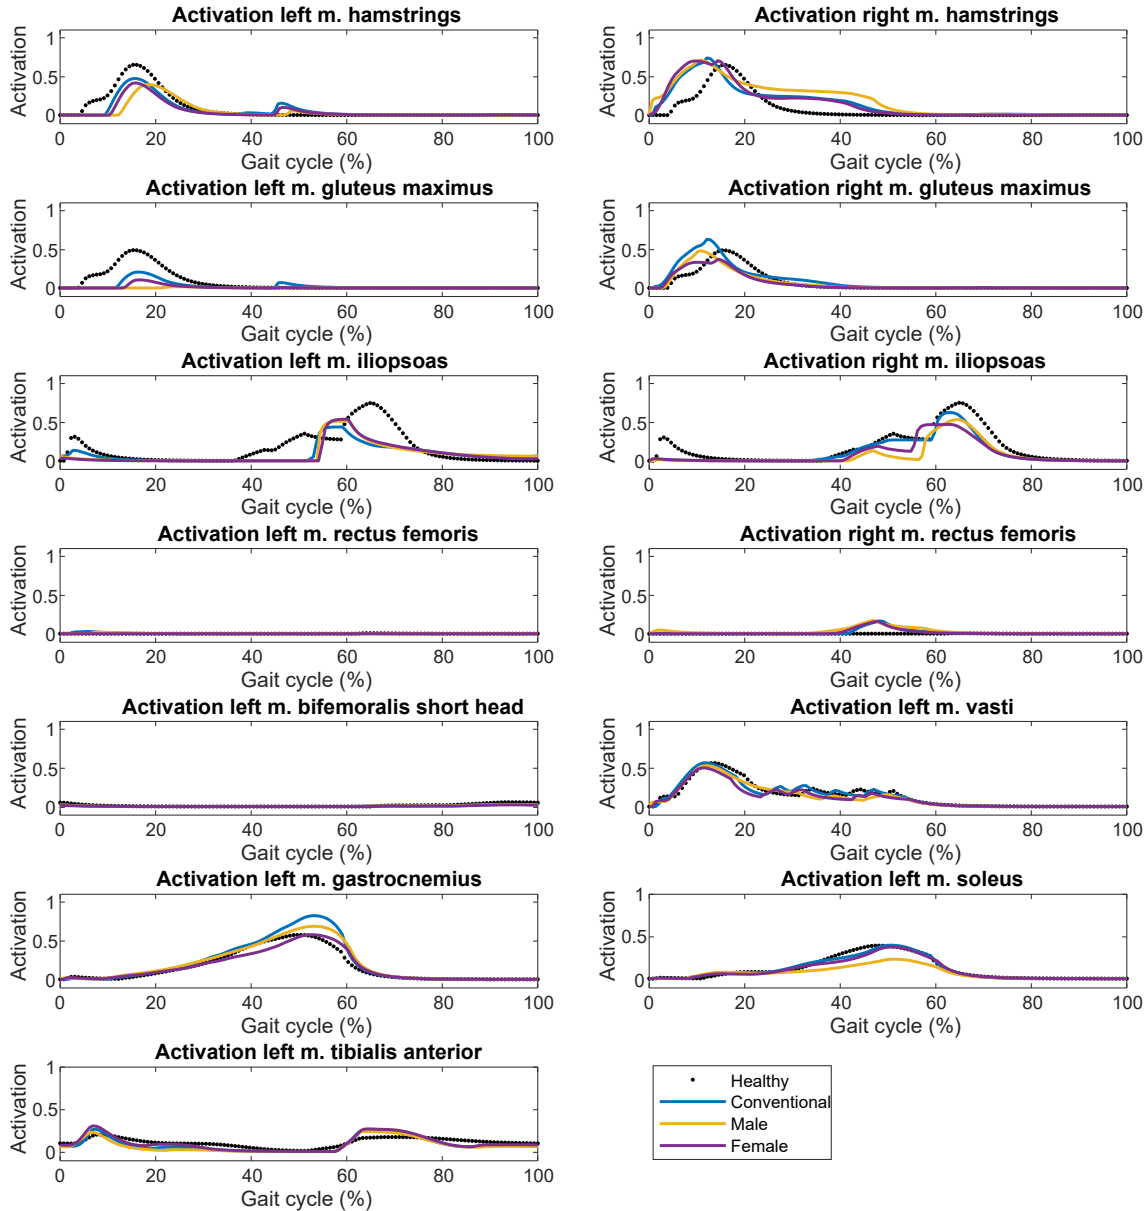 Activation left m. hamstrings
Activation
1
0.5
0
0 20 40 60 80 100
Gait cycle (%)
Activation right m. hamstrings
Activation
1
0.5
0
0 20 40 60 80 100
Gait cycle (%)
Activation left m. gluteus maximus
Activation
1
0.5
0
0 20 40 60 80 100
Gait cycle (%)
Activation right m. gluteus maximus
Activation
1
0.5
0
0 20 40 60 80 100
Gait cycle (%)
Activation left m. iliopsoas
Activation
1
0.5
0
0 20 40 60 80 100
Gait cycle (%)
Activation right m. iliopsoas
Activation
1
0.5
0
0 20 40 60 80 100
Gait cycle (%)
Activation left m. rectus femoris
Activation
1
0.5
0
0 20 40 60 80 100
Gait cycle (%)
Activation right m. rectus femoris
Activation
1
0.5
0
0 20 40 60 80 100
Gait cycle (%)
Activation left m. bifemoralis short head
Activation
1
0.5
0
0 20 40 60 80 100
Gait cycle (%)
Activation left m. vasti
Activation
1
0.5
0
0 20 40 60 80 100
Gait cycle (%)
Activation left m. gastrocnemius
Activation
1
0.5
0
0 20 40 60 80 100
Gait cycle (%)
Activation left m. soleus
Activation
1
0.5
0
0 20 40 60 80 100
Gait cycle (%)
Activation left m. tibialis anterior
Activation
1
0.5
0
0 20 40 60 80 100
Gait cycle (%)
Healthy
Conventional
Male
Female